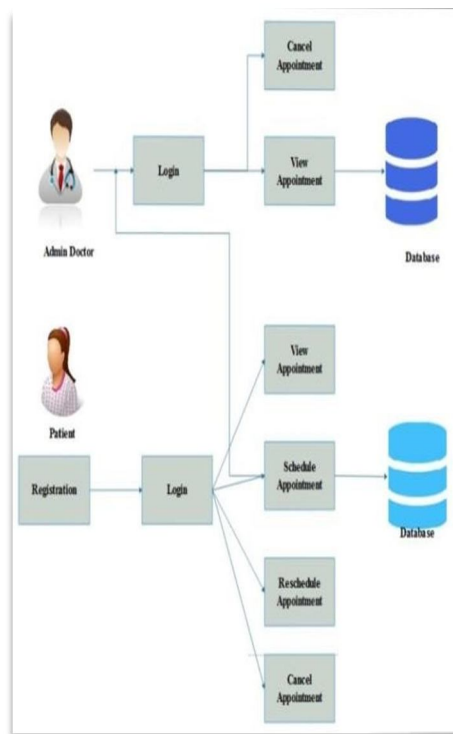 Cancel
Appointment
Login
View
Appointment
Admin Doctor
Database
View
Appointment
Patient
Registration
Login
Schedule
Appointment
Database
Reschedule
Appointment
Cancel
Appointment